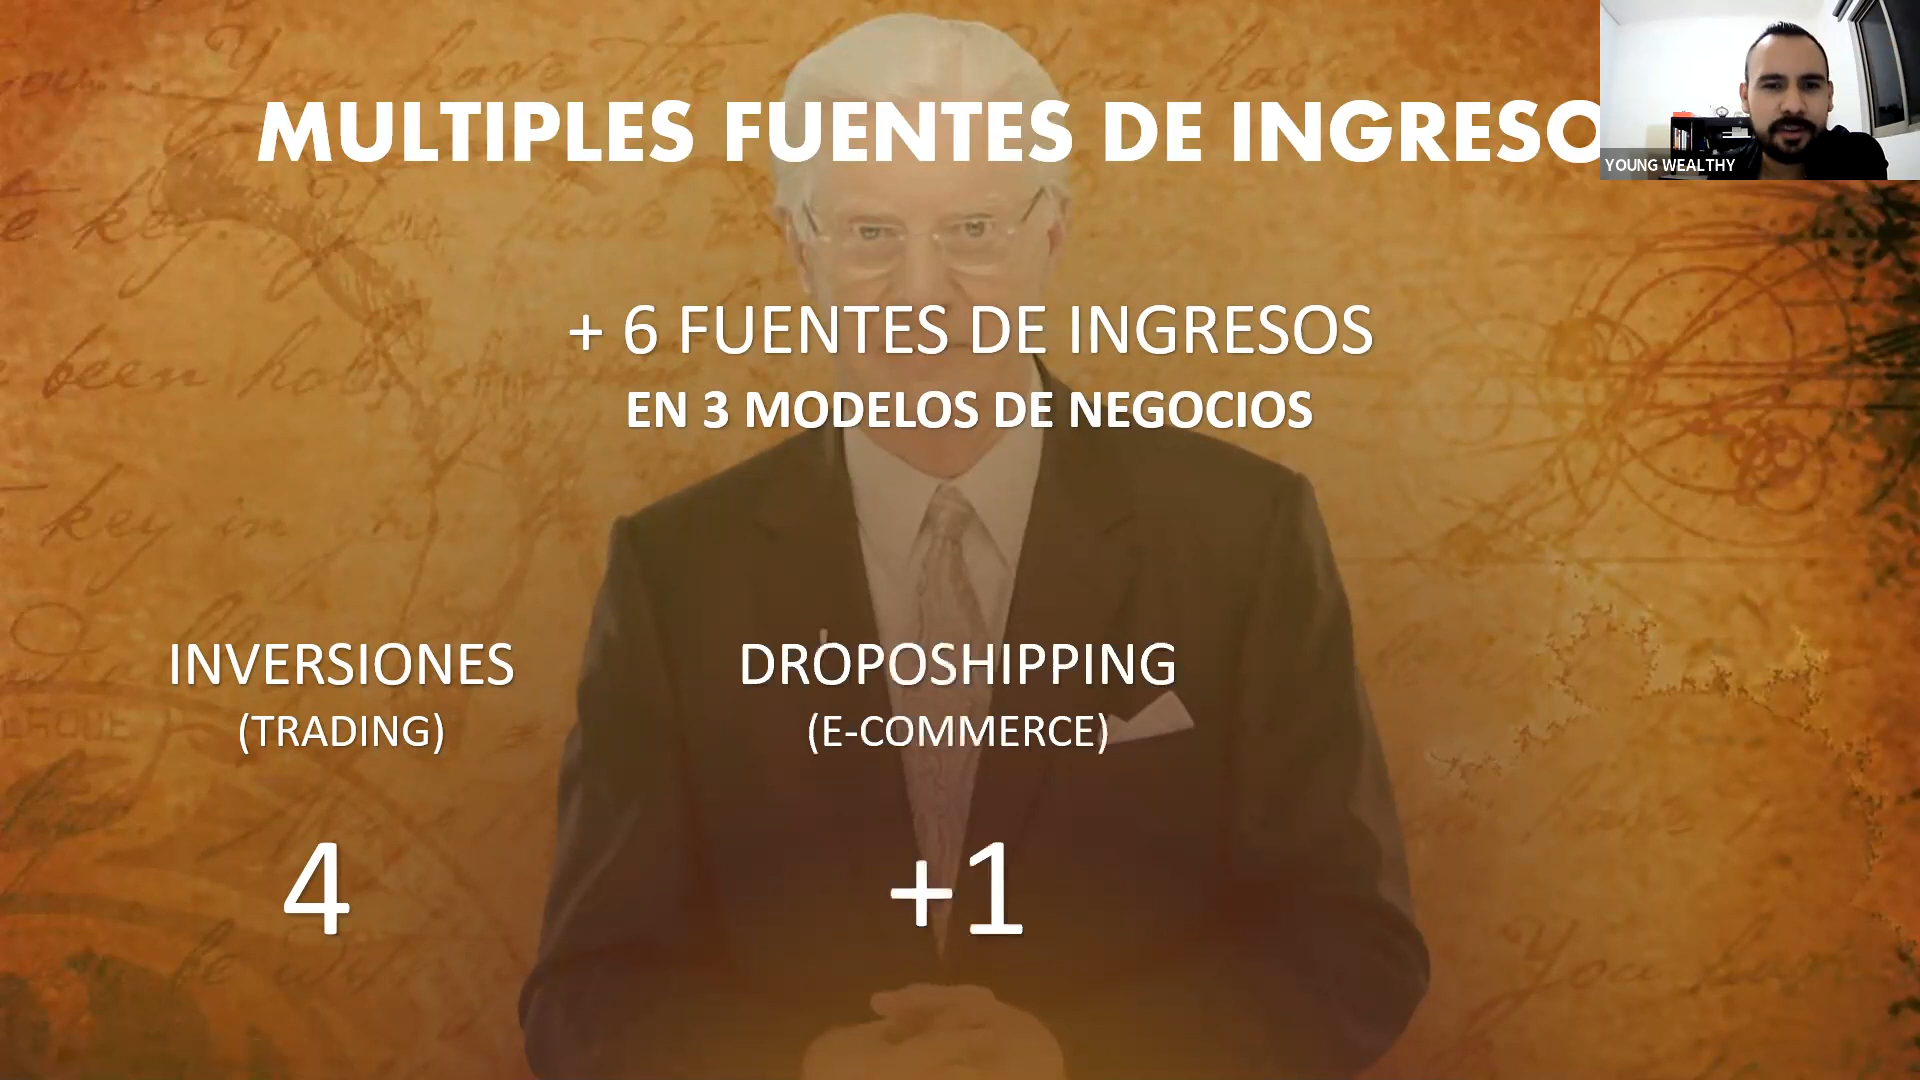 MULTIPLES FUENTES DE INGRESO
YOUNG WEALTHY
+ 6 FUENTES DE INGRESOS
EN 3 MODELOS DE NEGOCIOS
INVERSIONES
(TRADING)
4
DROPOSHIPPING
(E-COMMERCE)
+1